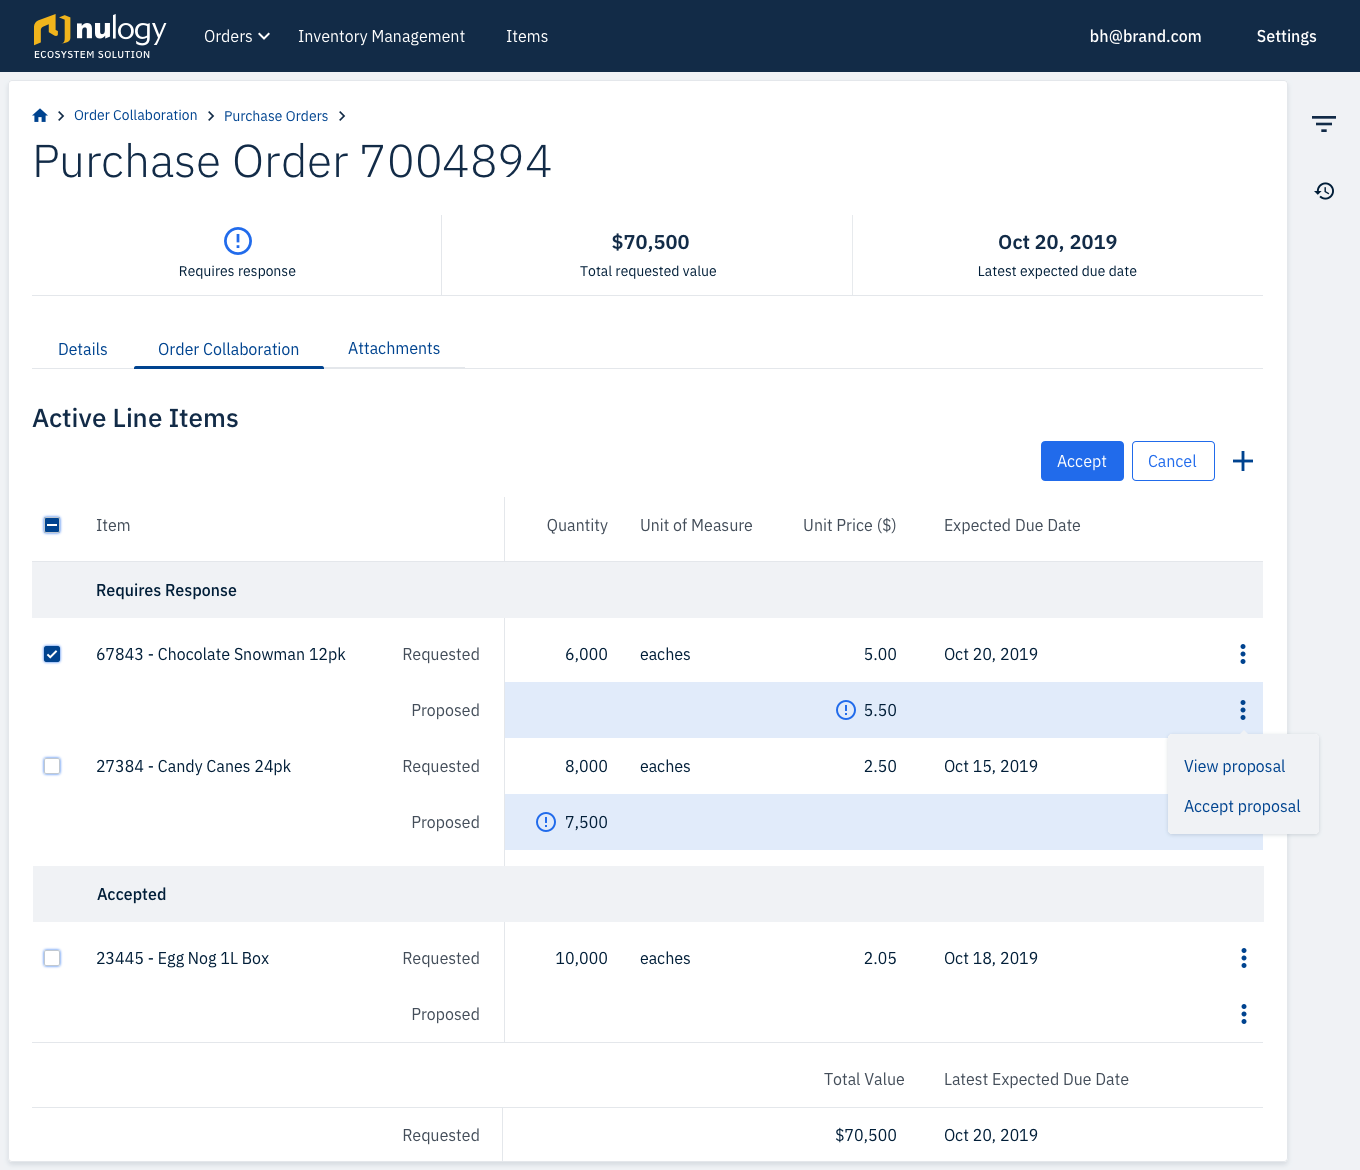 nulogy
ECOSYSTEM SOLUTION
Orders Inventory Management Items bh@brand.com Settings
Order Collaboration Purchase Orders
Purchase Order 7004894
Requires response
$70,500
Total requested value
Oct 20, 2019
Latest expected due date
Details Order Collaboration Attachments
Active Line Items
Accept Cancel
Item Quantity Unit of Measure Unit Price ($) Expected Due Date
Requires Response
67843 - Chocolate Snowman 12pk Requested 6,000 eaches 5.00 Oct 20, 2019
Proposed 5.50
27384 - Candy Canes 24pk Requested 8,000 eaches 2.50 Oct 15, 2019
View proposal
Accept proposal
Proposed 7,500
Accepted
23445 - Egg Nog 1L Box Requested 10,000 eaches 2.05 Oct 18, 2019
Proposed
Total Value Latest Expected Due Date
Requested $70,500 Oct 20, 2019